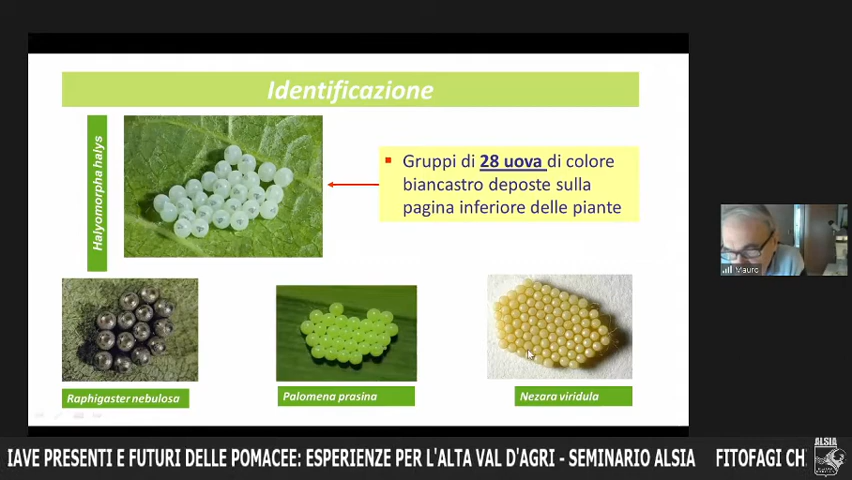 Identificazione
Halyomorpha halys
Gruppi di 28 uova di colore
biancastro deposte sulla
pagina inferiore delle piante
Mauro
Raphigaster nebulosa
Palomena prasina
Nezara viridula
IAVE PRESENTI E FUTURI DELLE POMACEE: ESPERIENZE PER L'ALTA VAL D'AGRI - SEMINARIO ALSIA FITOFAGI CH
ALSIA